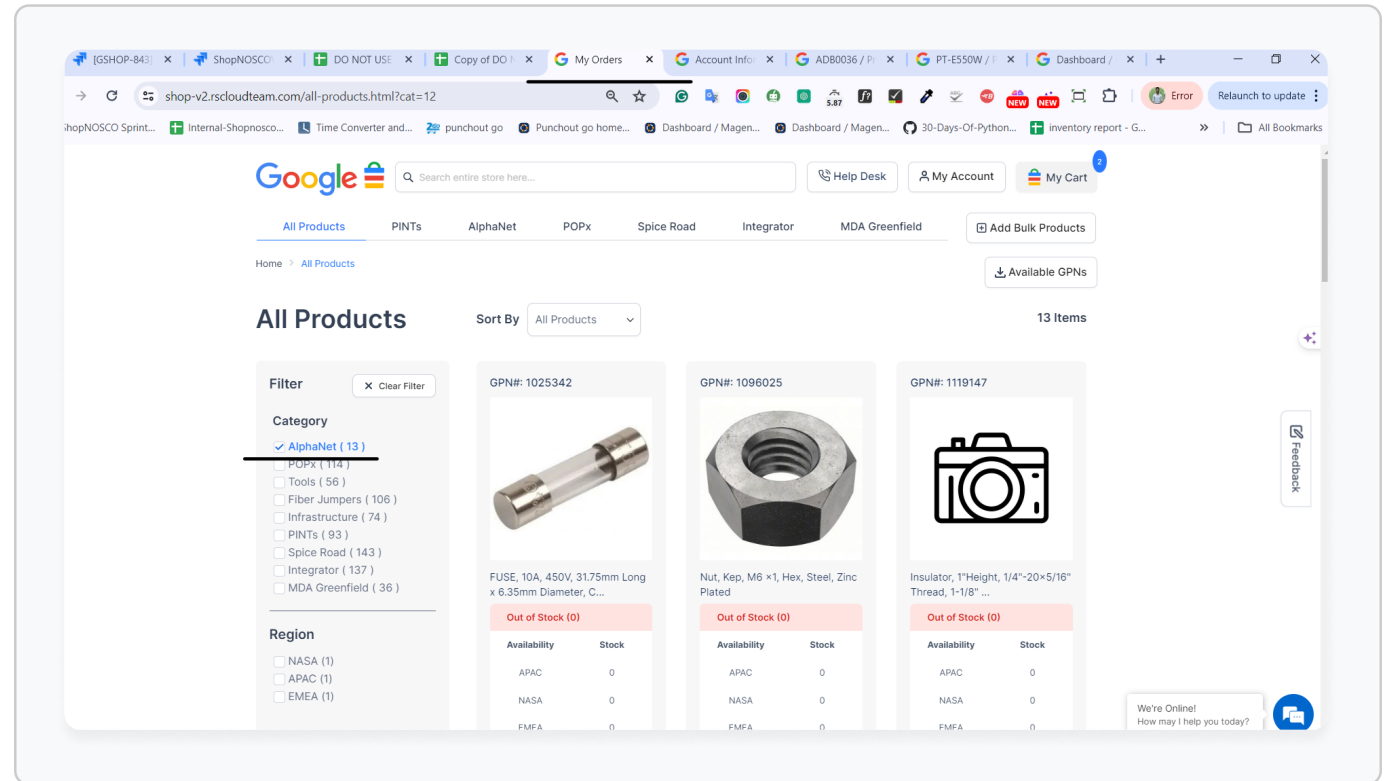 [GSHOP-843] ShopNOSCO DO NOT USE Copy of DO N My Orders Account Info ADB0036 / Pr PT-E550W / P Dashboard /
shop-v2.rscloudteam.com/all-products.html?cat=12 5.87 f? NEW NEW Error Relaunch to update
hopNOSCO Sprint... Internal-Shopnosco... Time Converter and... punchout go Punchout go home... Dashboard / Magen... Dashboard / Magen... 30-Days-Of-Python... inventory report - G... » All Bookmarks
Google Search entire store here... Help Desk My Account My Cart 2
All Products PINTs AlphaNet POPx Spice Road Integrator MDA Greenfield Add Bulk Products
Home > All Products
Available GPNs
All Products Sort By All Products 13 Items
Filter Clear Filter
Category
AlphaNet ( 13 )
POPx ( 114 )
Tools ( 56 )
Fiber Jumpers ( 106 )
Infrastructure ( 74 )
PINTs ( 93 )
Spice Road ( 143 )
Integrator ( 137 )
MDA Greenfield ( 36 )
Region
NASA (1)
APAC (1)
EMEA (1)
GPN#: 1025342
FUSE, 10A, 450V, 31.75mm Long
x 6.35mm Diameter, C...
Out of Stock (0)
Availability Stock
APAC 0
NASA 0
EMEA 0
GPN#: 1096025
Nut, Kep, M6 ×1, Hex, Steel, Zinc
Plated
Out of Stock (0)
Availability Stock
APAC 0
NASA 0
EMEA 0
GPN#: 1119147
Insulator, 1"Height, 1/4"-20×5/16"
Thread, 1-1/8" ...
Out of Stock (0)
Availability Stock
APAC 0
NASA 0
EMEA 0
Feedback
We're Online!
How may I help you today?